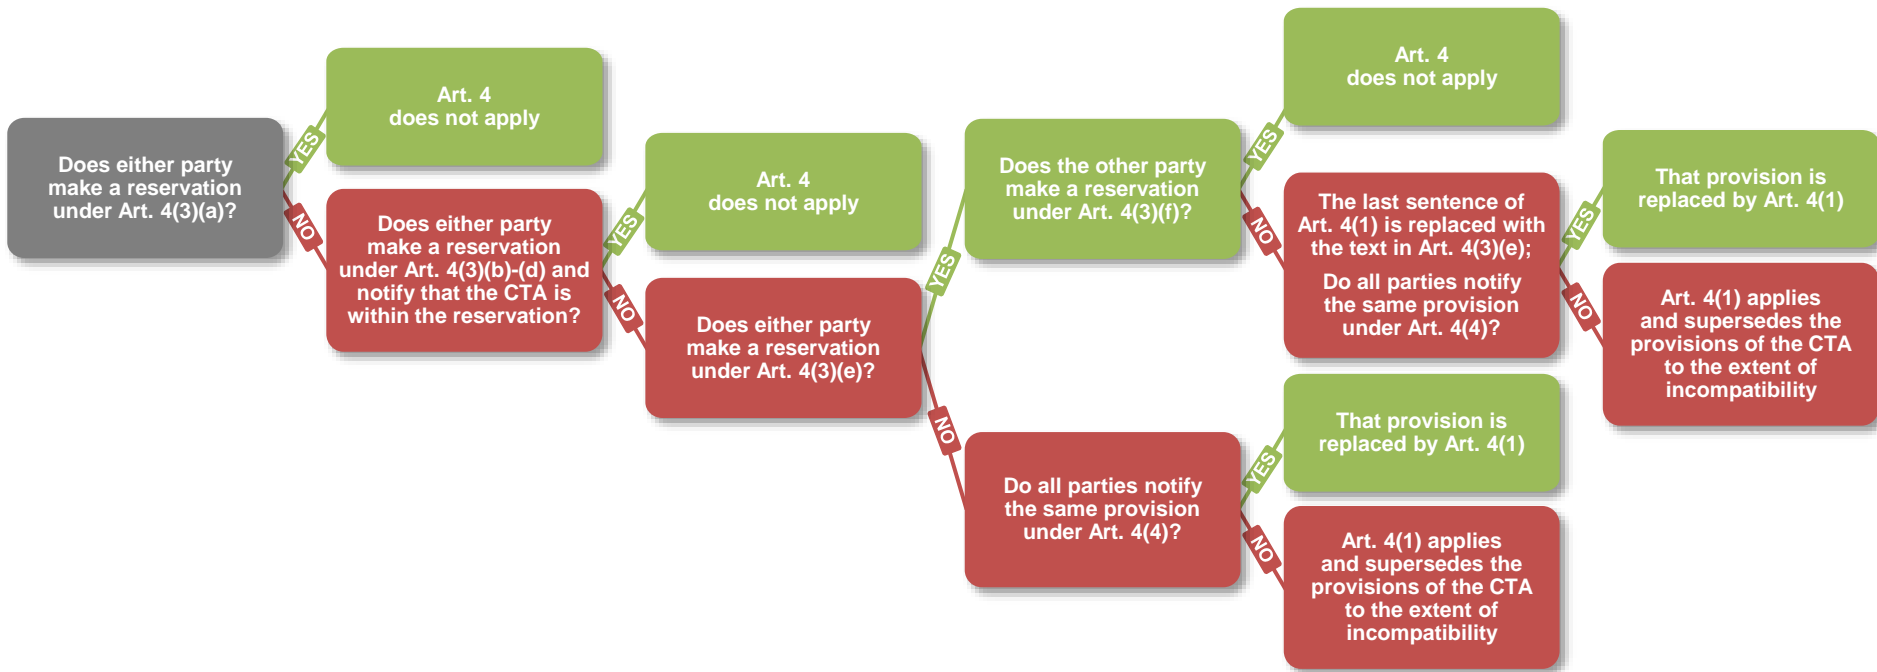 Does either party
make a reservation
under Art. 4(3)(a)?
YES
NO
Art. 4
does not apply
Does either party
make a reservation
under Art. 4(3)(b)-(d) and
notify that the CTA is
within the reservation?
YES
NO
Art. 4
does not apply
Does either party
make a reservation
under Art. 4(3)(e)?
YES
NO
Does the other party
make a reservation
under Art. 4(3)(f)?
YES
NO
Art. 4
does not apply
The last sentence of
Art. 4(1) is replaced with
the text in Art. 4(3)(e);
Do all parties notify
the same provision
under Art. 4(4)?
YES
NO
That provision is
replaced by Art. 4(1)
Art. 4(1) applies
and supersedes the
provisions of the CTA
to the extent of
incompatibility
Do all parties notify
the same provision
under Art. 4(4)?
YES
NO
That provision is
replaced by Art. 4(1)
Art. 4(1) applies
and supersedes the
provisions of the CTA
to the extent of
incompatibility